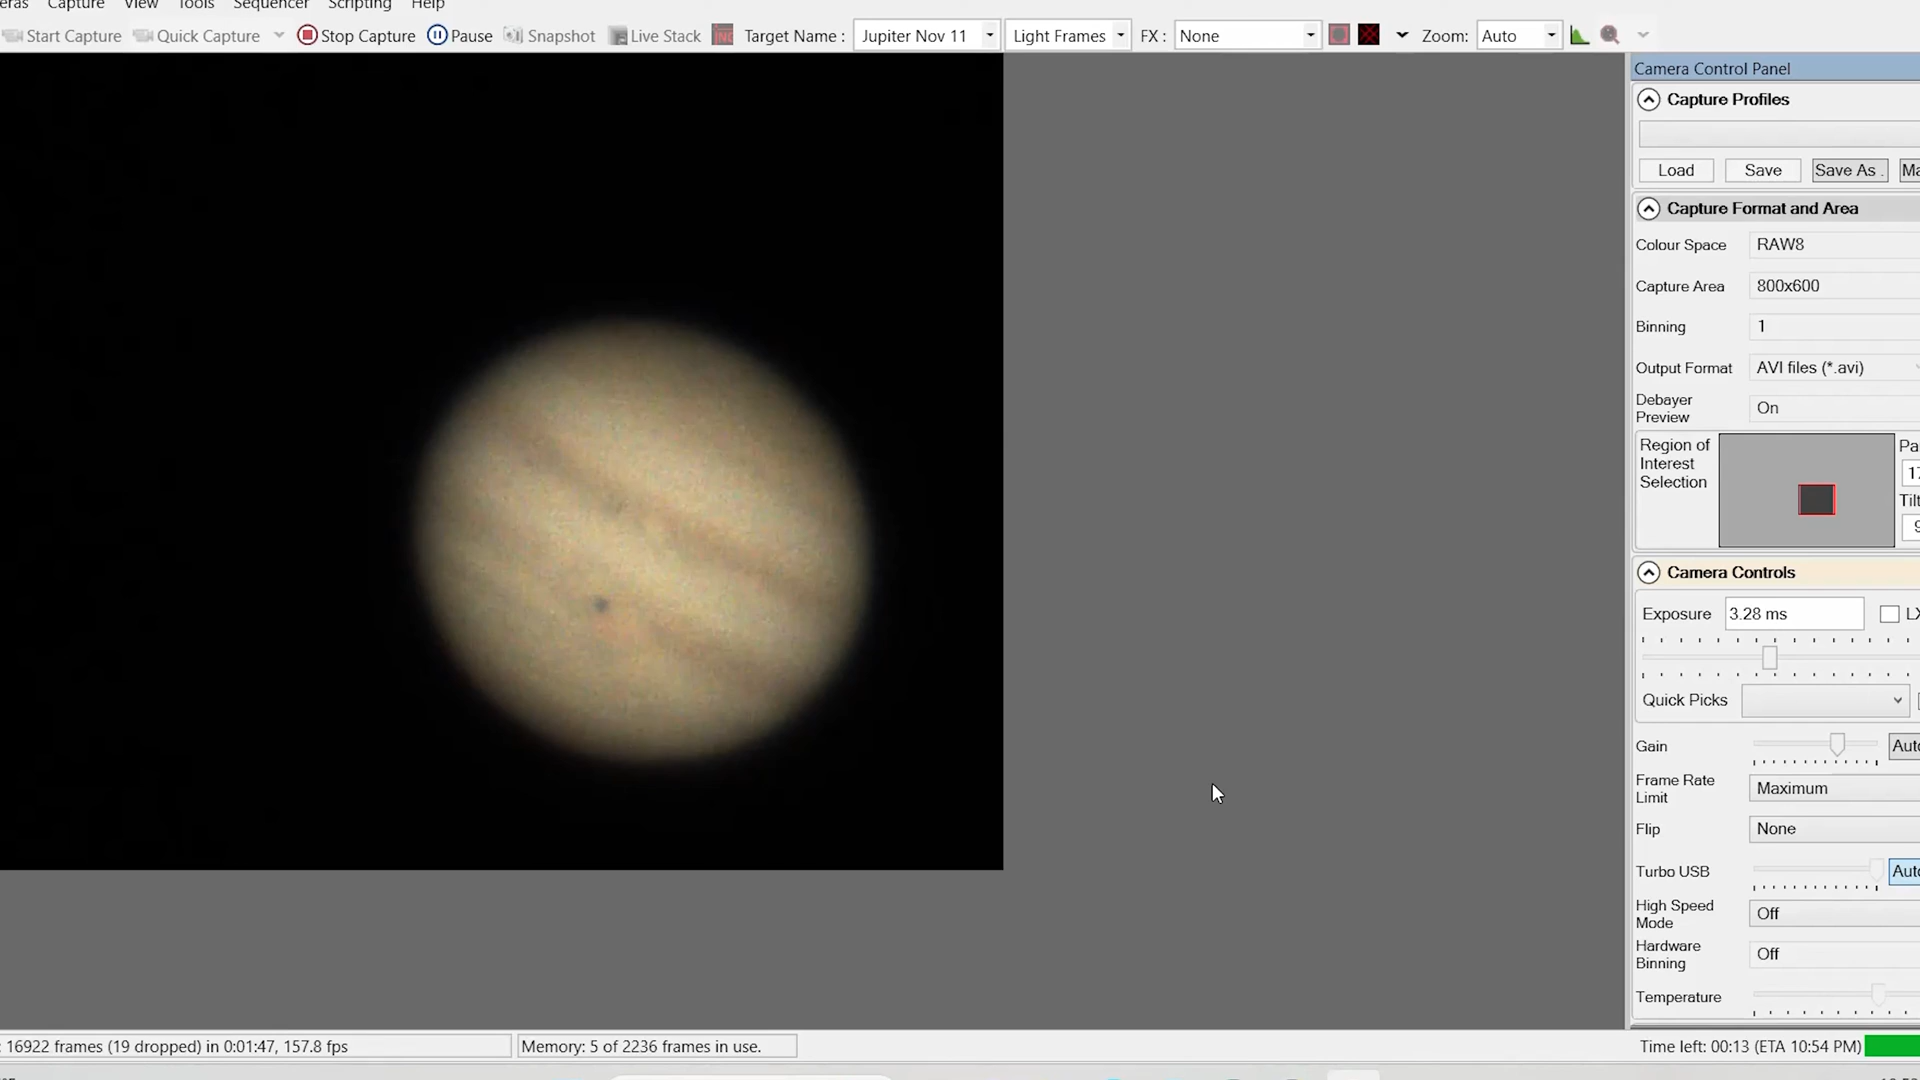 Capture View Tools Sequencer Scripting Help
Start Capture Quick Capture Stop Capture Pause Snapshot Live Stack Target Name : Jupiter Nov 11 Light Frames FX : None Zoom: Auto
Camera Control Panel
Capture Profiles
Load Save Save As .
Capture Format and Area
Colour Space RAW8
Capture Area 800x600
Binning 1
Output Format AVI files (*.avi)
Debayer
Preview On
Region of
Interest
Selection
Camera Controls
Exposure 3.28 ms
Quick Picks
Gain
Frame Rate
Limit Maximum
Flip None
Turbo USB
High Speed
Mode Off
Hardware
Binning Off
Temperature
16922 frames (19 dropped) in 0:01:47, 157.8 fps Memory: 5 of 2236 frames in use. Time left: 00:13 (ETA 10:54 PM)